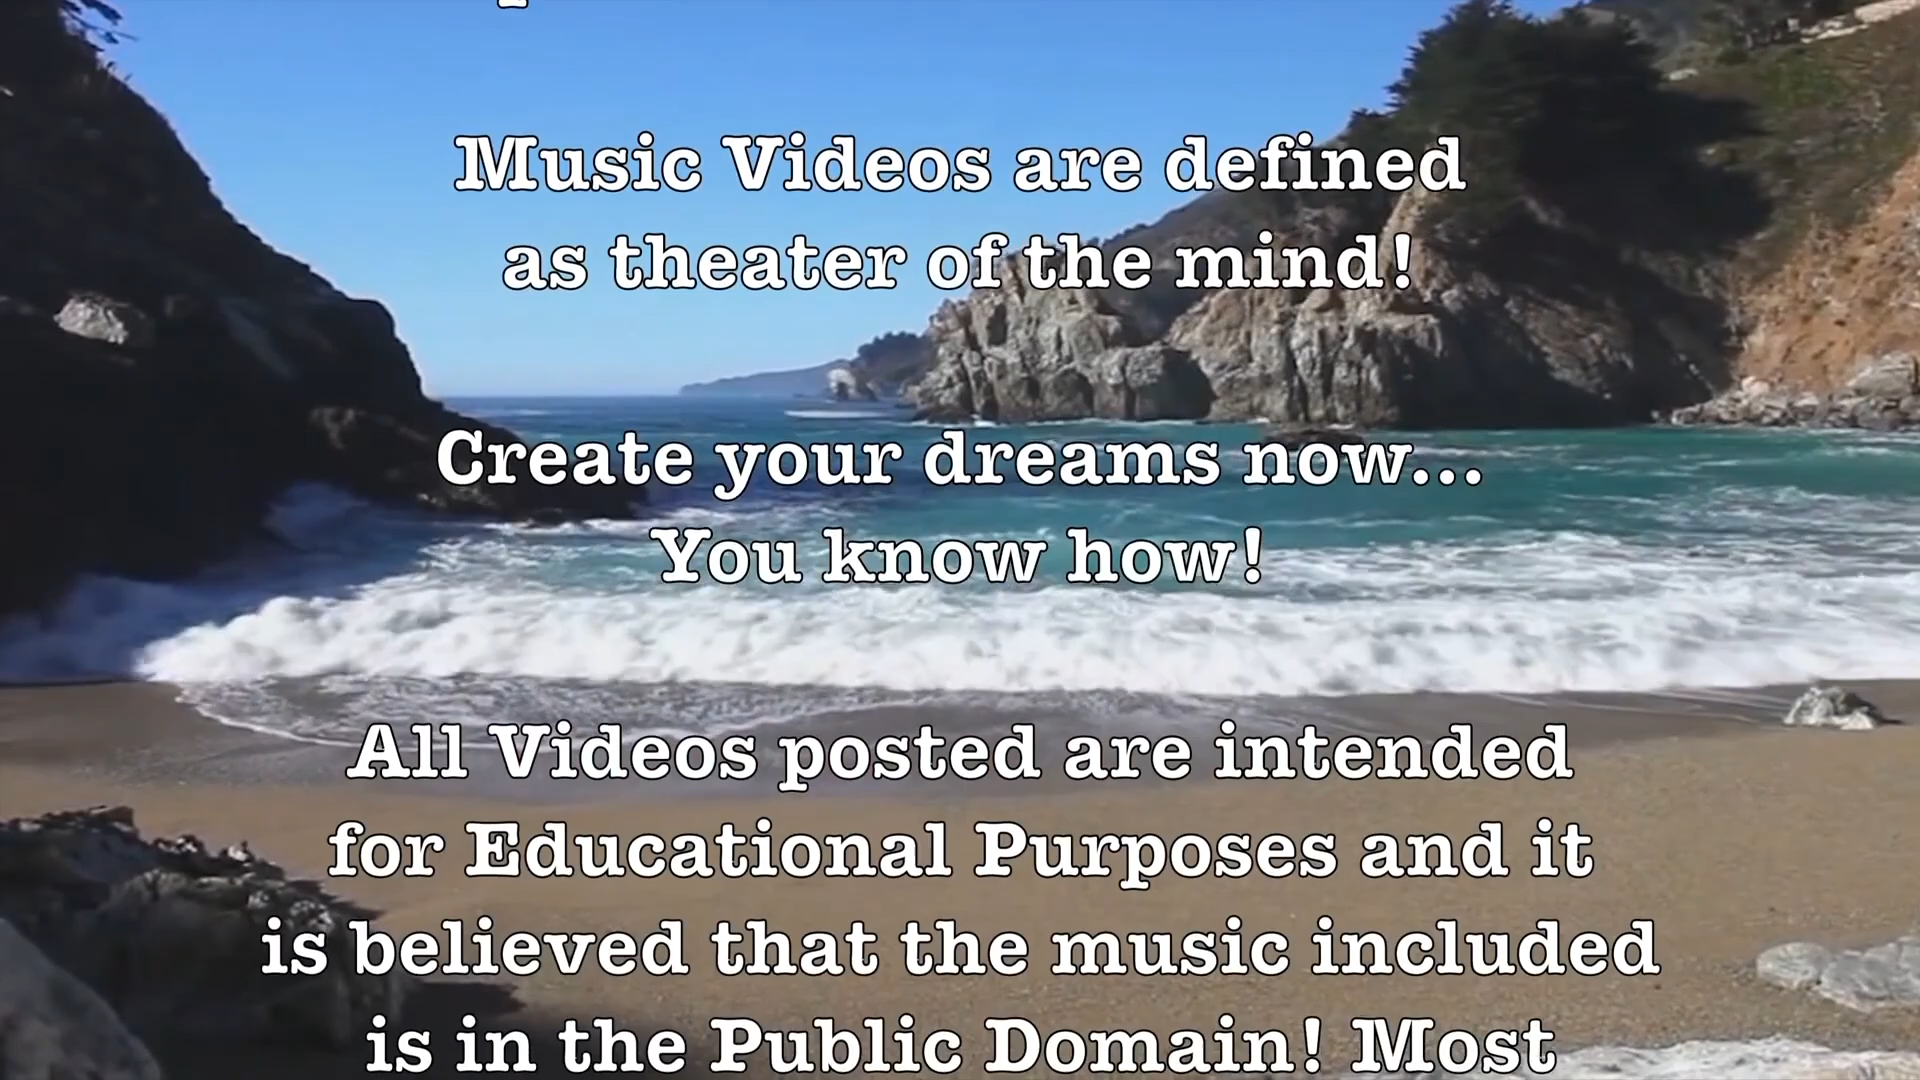 Music Videos are defined
as theater of the mind!
Create your dreams now...
You know how!
All Videos posted are intended
for Educational Purposes and it
is believed that the music included
is in the Public Domain! Most